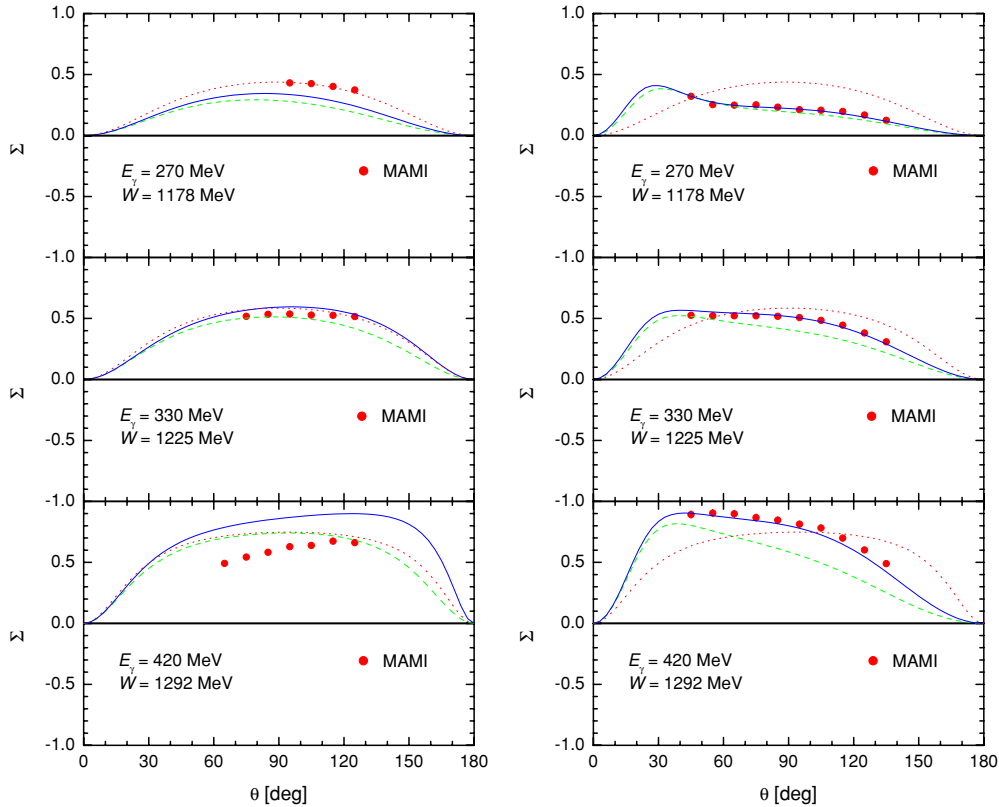 1.0
0.5
0.0
-0.5
-1.0
Σ
E_γ = 270 MeV
W = 1178 MeV
MAMI
0.5
0.0
-0.5
-1.0
Σ
E_γ = 330 MeV
W = 1225 MeV
MAMI
0.5
0.0
-0.5
-1.0
Σ
E_γ = 420 MeV
W = 1292 MeV
MAMI
0 30 60 90 120 150 180
θ [deg]
1.0
0.5
0.0
-0.5
-1.0
Σ
E_γ = 270 MeV
W = 1178 MeV
MAMI
0.5
0.0
-0.5
-1.0
Σ
E_γ = 330 MeV
W = 1225 MeV
MAMI
0.5
0.0
-0.5
-1.0
Σ
E_γ = 420 MeV
W = 1292 MeV
MAMI
0 30 60 90 120 150 180
θ [deg]